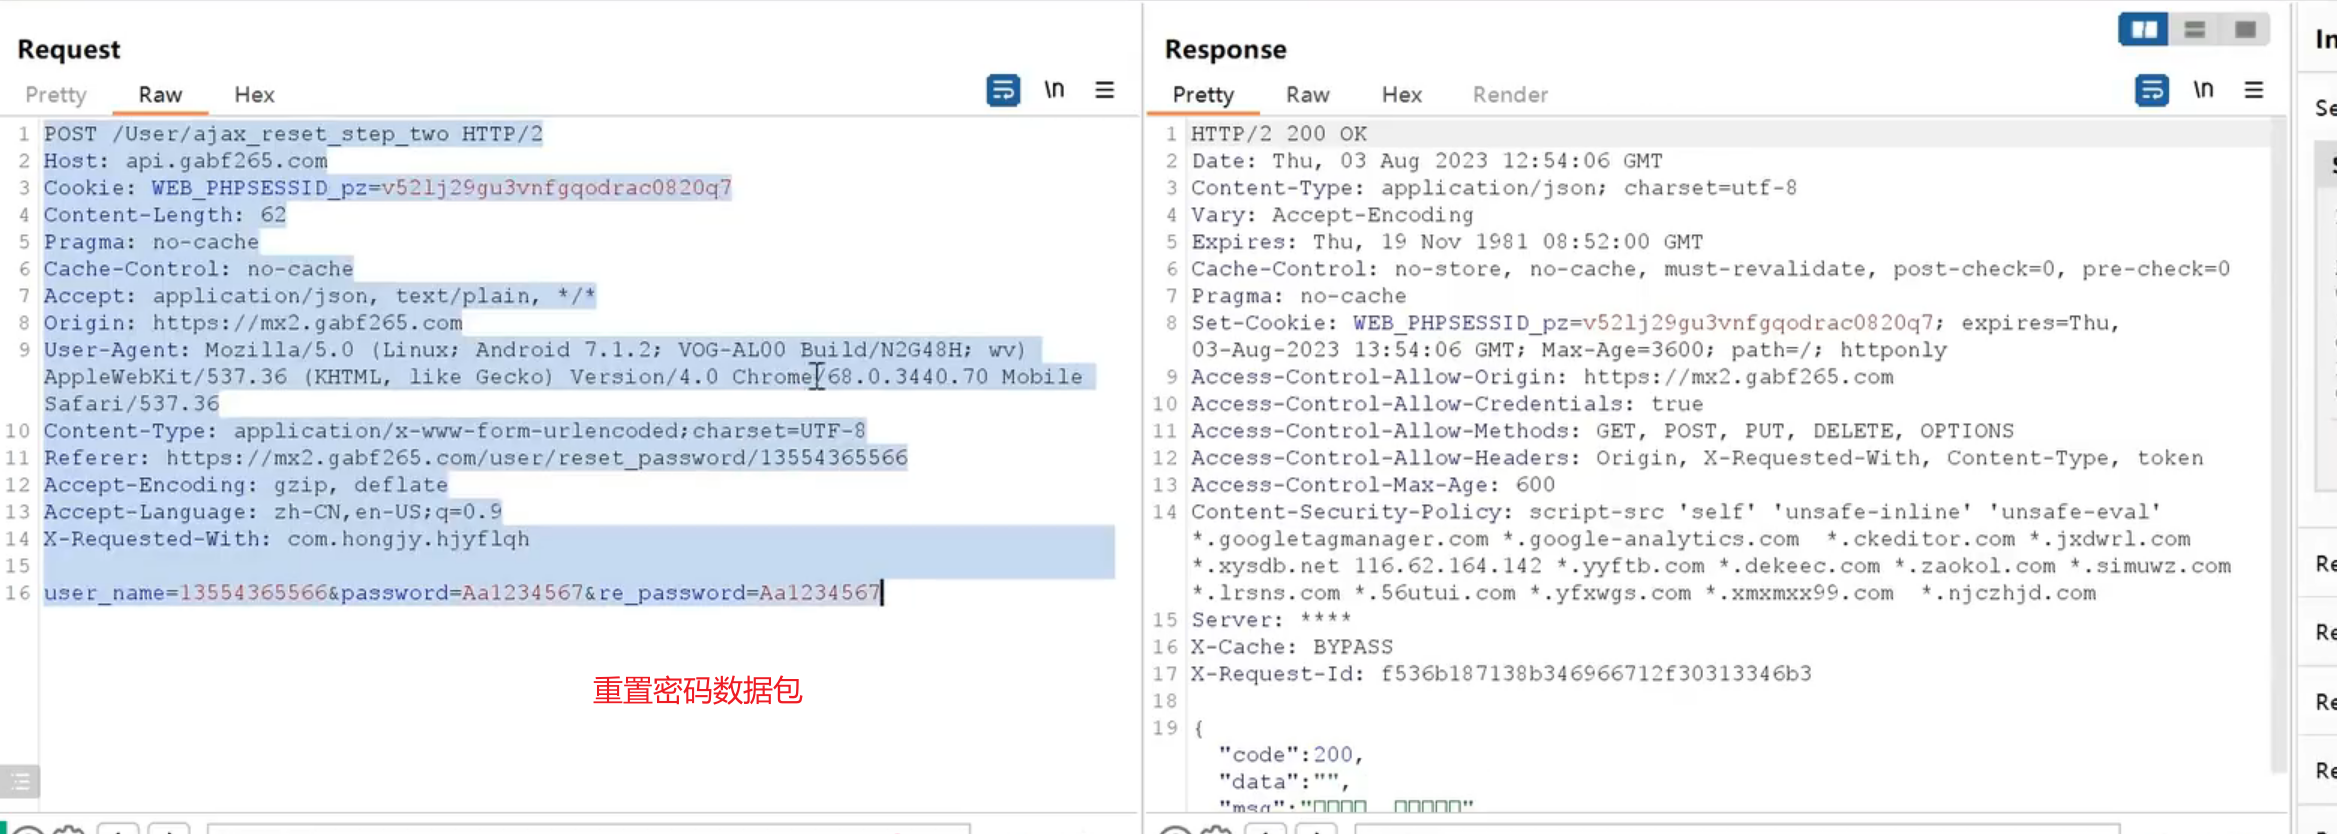 Request
Pretty Raw Hex
\n
1 POST /User/ajax_reset_step_two HTTP/2
2 Host: api.gabf265.com
3 Cookie: WEB_PHPSESSID_pz=v52lj29gu3vnfgqodrac0820q7
4 Content-Length: 62
5 Pragma: no-cache
6 Cache-Control: no-cache
7 Accept: application/json, text/plain, */*
8 Origin: https://mx2.gabf265.com
9 User-Agent: Mozilla/5.0 (Linux; Android 7.1.2; VOG-AL00 Build/N2G48H; wv)
AppleWebKit/537.36 (KHTML, like Gecko) Version/4.0 Chrome/68.0.3440.70 Mobile
Safari/537.36
10 Content-Type: application/x-www-form-urlencoded;charset=UTF-8
11 Referer: https://mx2.gabf265.com/user/reset_password/13554365566
12 Accept-Encoding: gzip, deflate
13 Accept-Language: zh-CN,en-US;q=0.9
14 X-Requested-With: com.hongjy.hjyflqh
15
16 user_name=13554365566&password=Aa1234567&re_password=Aa1234567
重置密码数据包
Response
Pretty Raw Hex Render
\n
1 HTTP/2 200 OK
2 Date: Thu, 03 Aug 2023 12:54:06 GMT
3 Content-Type: application/json; charset=utf-8
4 Vary: Accept-Encoding
5 Expires: Thu, 19 Nov 1981 08:52:00 GMT
6 Cache-Control: no-store, no-cache, must-revalidate, post-check=0, pre-check=0
7 Pragma: no-cache
8 Set-Cookie: WEB_PHPSESSID_pz=v52lj29gu3vnfgqodrac0820q7; expires=Thu,
03-Aug-2023 13:54:06 GMT; Max-Age=3600; path=/; httponly
9 Access-Control-Allow-Origin: https://mx2.gabf265.com
10 Access-Control-Allow-Credentials: true
11 Access-Control-Allow-Methods: GET, POST, PUT, DELETE, OPTIONS
12 Access-Control-Allow-Headers: Origin, X-Requested-With, Content-Type, token
13 Access-Control-Max-Age: 600
14 Content-Security-Policy: script-src 'self' 'unsafe-inline' 'unsafe-eval'
*.googletagmanager.com *.google-analytics.com *.ckeditor.com *.jxdwrl.com
*.xysdb.net 116.62.164.142 *.yyftb.com *.dekeec.com *.zaokol.com *.simuwz.com
*.lrsns.com *.56utui.com *.yfxwgs.com *.xmxmxx99.com *.njczhjd.com
15 Server: ****
16 X-Cache: BYPASS
17 X-Request-Id: f536b187138b346966712f30313346b3
18
19 {
"code":200,
"data":"",
"msg":